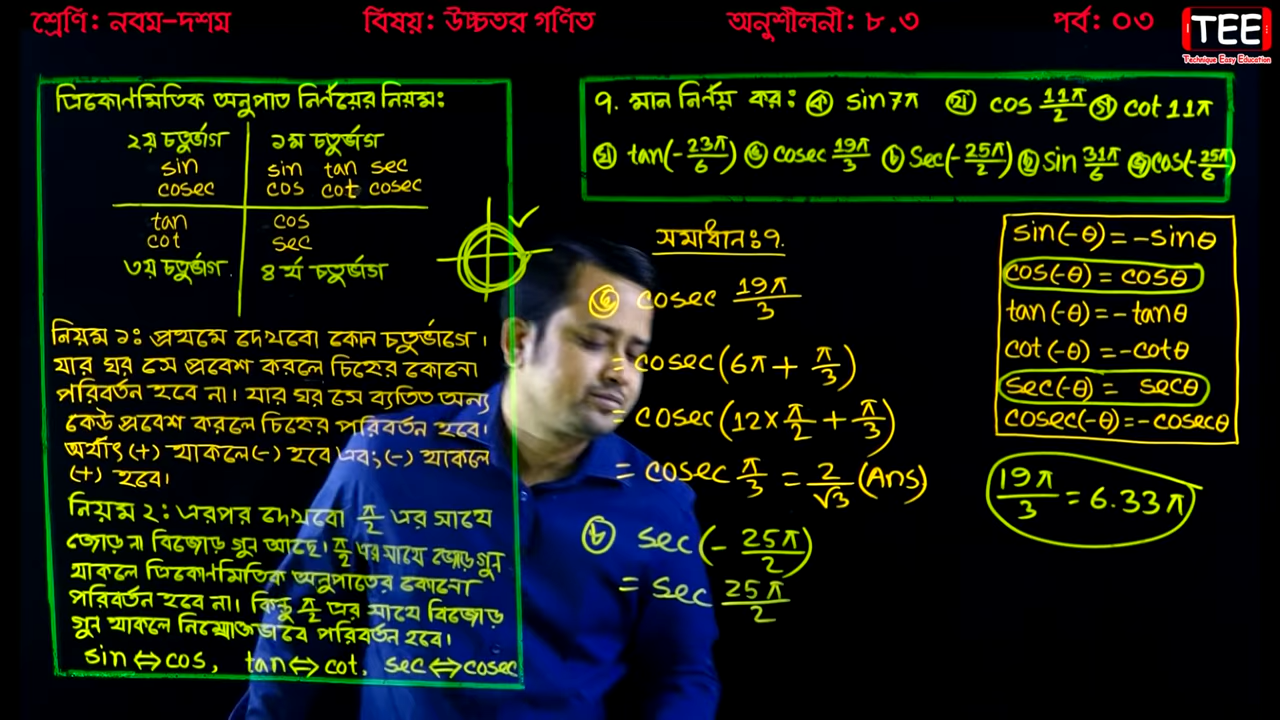 শ্রেণি: নবম-দশম বিষয়: উচ্চতর গণিত অনুশীলনী: ৮.৩ পর্ব: ০৩
TEE
Technique Easy Education
ত্রিকোণমিতিক অনুপাত নির্ণয়ের নিয়ম:
২য় চতুর্ভাগ ১ম চতুর্ভাগ
sin sin tan sec
cosec cos cot cosec
tan cos
cot sec
৩য় চতুর্ভাগ. ৪র্থ চতুর্ভাগ
নিয়ম ১: প্রথমে দেখবো কোন চতুর্ভাগে।
যার ঘর সে প্রবেশ করলে চিহ্নের কোনো
পরিবর্তন হবে না। যার ঘর সে ব্যতিত অন্য
কেউ প্রবেশ করলে চিহ্নের পরিবর্তন হবে।
অর্থাৎ (+) থাকলে (-) হবে এবং (-) থাকলে
(+) হবে।
নিয়ম ২: এরপর দেখবো π/2 এর সাথে
জোড় না বিজোড় গুন আছে। π/2 এর সাথে জোড় গুন
থাকলে ত্রিকোণমিতিক অনুপাতের কোনো
পরিবর্তন হবে না। কিন্তু π/2 এর সাথে বিজোড়
গুন থাকলে নিম্মোক্তভাবে পরিবর্তন হবে।
sin⇔cos, tan⇔cot, sec⇔cosec
৭. মান নির্ণয় কর: ক sin7π খ cos 11π/2 গ cot 11π
ঘ tan(-23π/6) ঙ cosec 19π/3 চ sec(-25π/2) ছ sin 31π/6 জ cos(-25π/6)
সমাধান: ৭.
ঙ cosec 19π/3
= cosec(6π + π/3)
= cosec(12×π/2 + π/3)
= cosec π/3 = 2/√3 (Ans)
চ sec(- 25π/2)
= sec 25π/2
sin(-θ) = -sinθ
cos(-θ) = cosθ
tan(-θ) = -tanθ
cot(-θ) = -cotθ
sec(-θ) = secθ
cosec(-θ) = -cosecθ
19π/3 = 6.33π